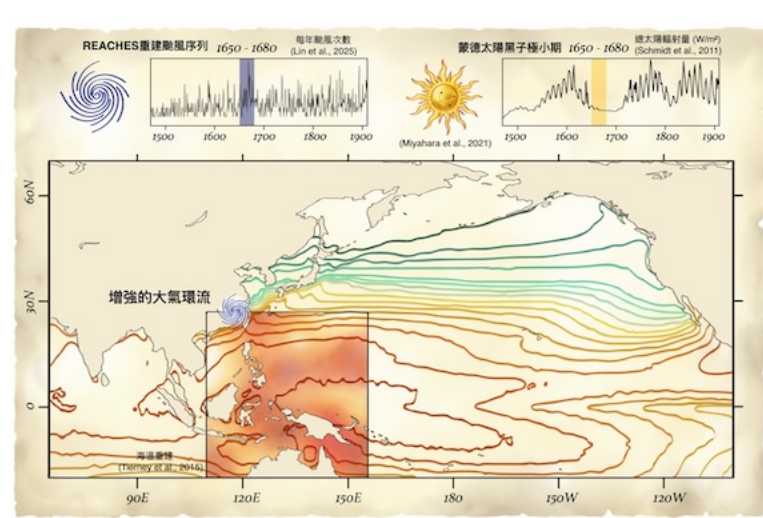 REACHES重建颱風序列 1650 - 1680
每年颱風次數
(Lin et al., 2025)
1500 1600 1700 1800 1900
蒙德太陽黑子極小期 1650 - 1680
總太陽輻射量 (W/m²)
(Schmidt et al., 2011)
(Miyahara et al., 2021)
1500 1600 1700 1800 1900
60N
30N
0
增強的大氣環流
海溫重建
(Tierney et al., 2015)
90E 120E 150E 180 150W 120W